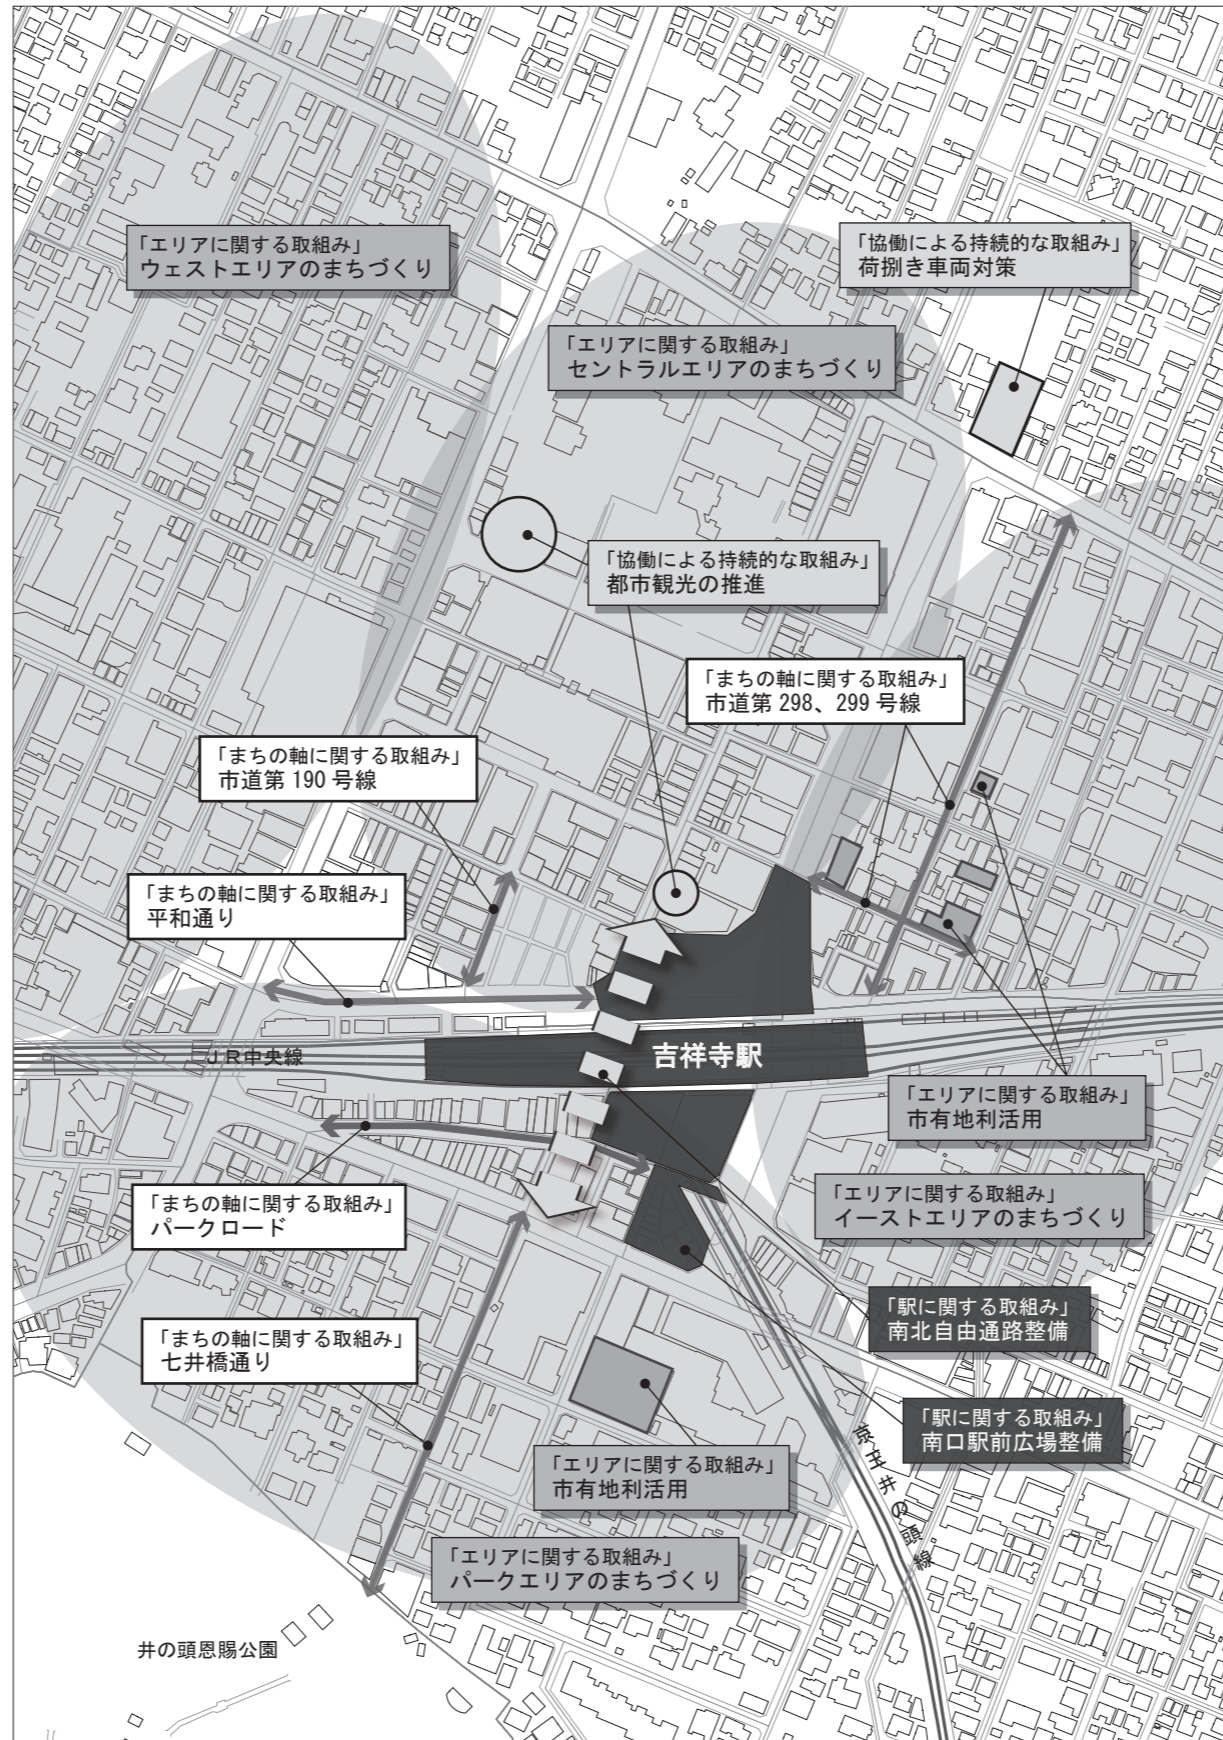 「エリアに関する取組み」
ウェストエリアのまちづくり
「協働による持続的な取組み」
荷捌き車両対策
「エリアに関する取組み」
セントラルエリアのまちづくり
「協働による持続的な取組み」
都市観光の推進
「まちの軸に関する取組み」
市道第 298、299 号線
「まちの軸に関する取組み」
市道第 190 号線
「まちの軸に関する取組み」
平和通り
JR中央線
吉祥寺駅
「エリアに関する取組み」
市有地利活用
「まちの軸に関する取組み」
パークロード
「エリアに関する取組み」
イーストエリアのまちづくり
「駅に関する取組み」
南北自由通路整備
「まちの軸に関する取組み」
七井橋通り
「駅に関する取組み」
南口駅前広場整備
京王井の頭線
「エリアに関する取組み」
市有地利活用
「エリアに関する取組み」
パークエリアのまちづくり
井の頭恩賜公園